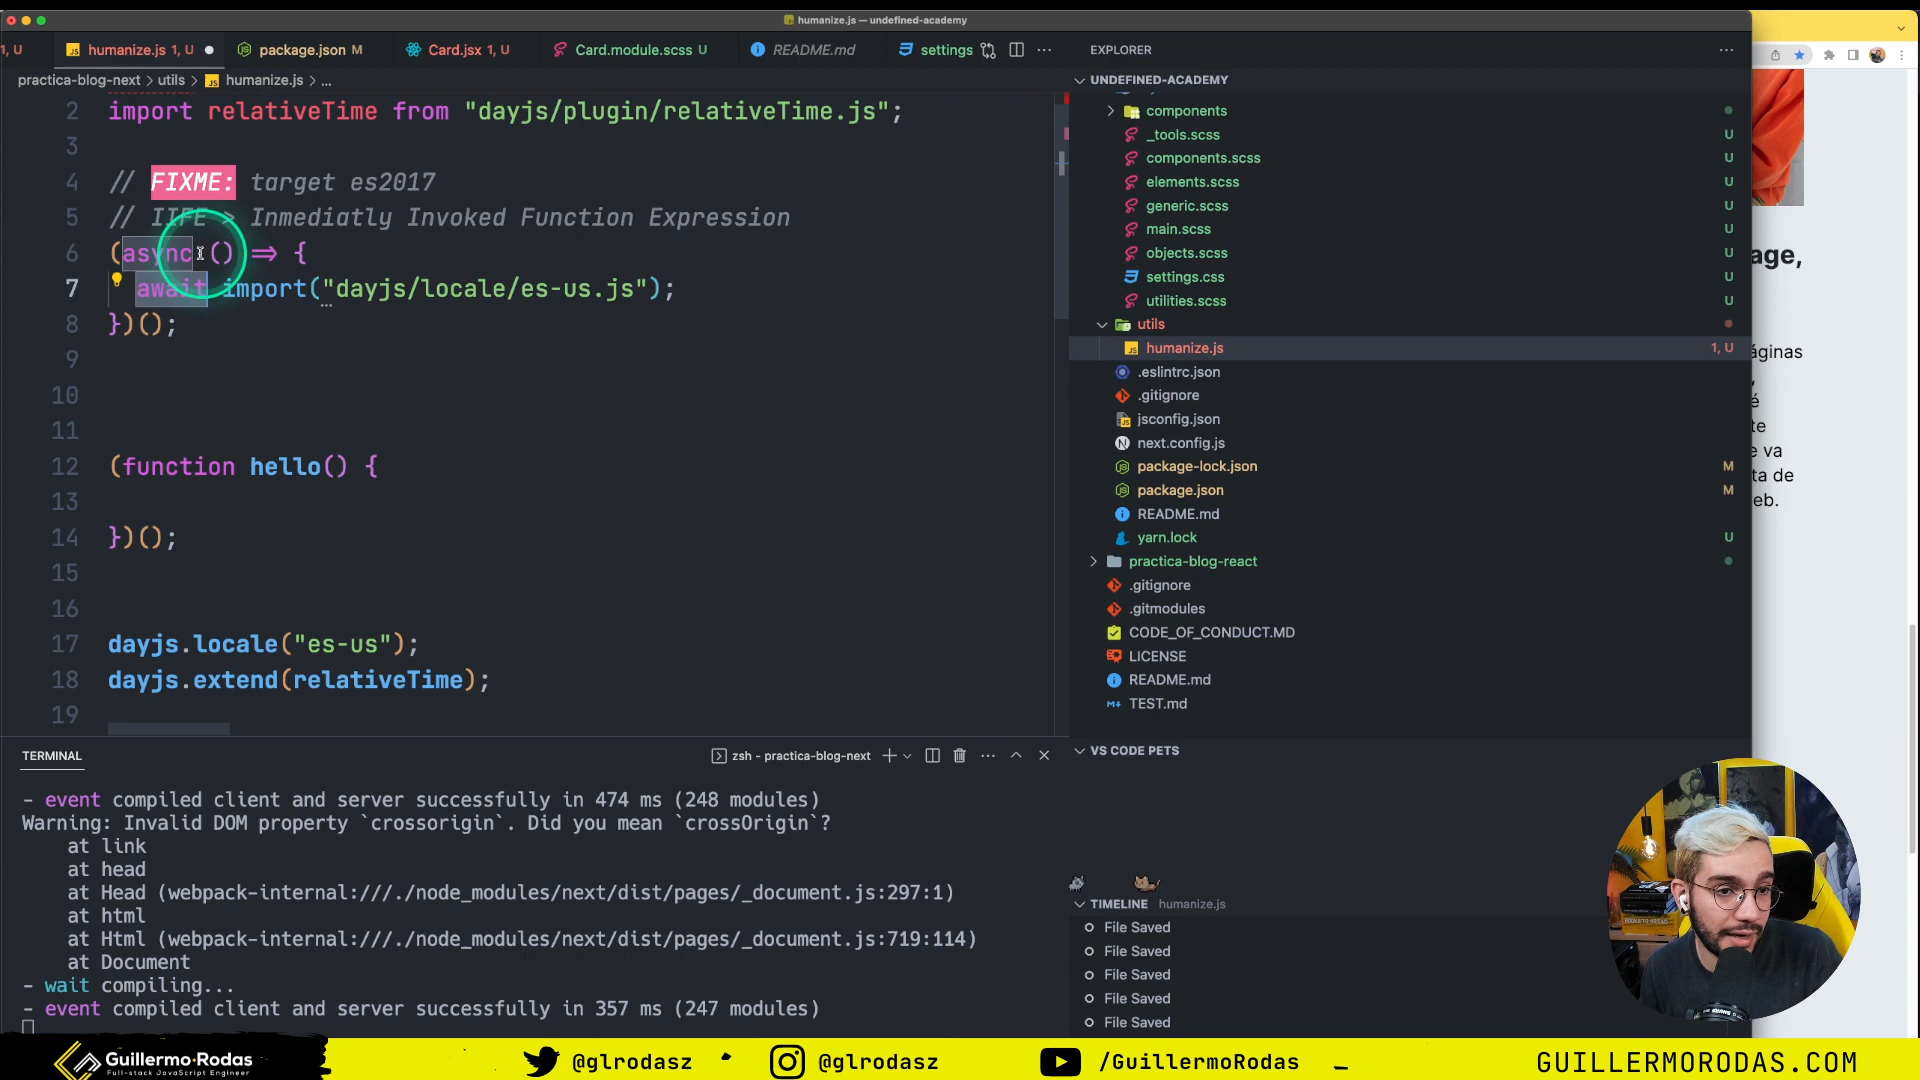 humanize.js — undefined-academy
1, U
humanize.js 1, U
package.json M
Card.jsx 1, U
Card.module.scss U
README.md
settings
EXPLORER
practica-blog-next > utils > humanize.js > ...
UNDEFINED-ACADEMY
2 import relativeTime from "dayjs/plugin/relativeTime.js";
3
4 // FIXME: target es2017
5 // IIFE > Inmediatly Invoked Function Expression
6 (async () => {
7 await import("dayjs/locale/es-us.js");
8 })();
9
10
11
12 (function hello() {
13
14 })();
15
16
17 dayjs.locale("es-us");
18 dayjs.extend(relativeTime);
19
components
_tools.scss U
components.scss U
elements.scss U
generic.scss U
main.scss U
objects.scss U
settings.css U
utilities.scss U
utils
humanize.js 1, U
.eslintrc.json
.gitignore
jsconfig.json
next.config.js
package-lock.json M
package.json M
README.md
yarn.lock U
practica-blog-react
.gitignore
.gitmodules
CODE_OF_CONDUCT.MD
LICENSE
README.md
TEST.md
age,
áginas
,
é
te
e va
ta de
eb.
TERMINAL
zsh - practica-blog-next
- event compiled client and server successfully in 474 ms (248 modules)
Warning: Invalid DOM property `crossorigin`. Did you mean `crossOrigin`?
at link
at head
at Head (webpack-internal:///./node_modules/next/dist/pages/_document.js:297:1)
at html
at Html (webpack-internal:///./node_modules/next/dist/pages/_document.js:719:114)
at Document
- wait compiling...
- event compiled client and server successfully in 357 ms (247 modules)
VS CODE PETS
TIMELINE humanize.js
File Saved
File Saved
File Saved
File Saved
File Saved
Guillermo·Rodas
Full-stack JavaScript Engineer
@glrodasz
@glrodasz
/GuillermoRodas
GUILLERMORODAS.COM